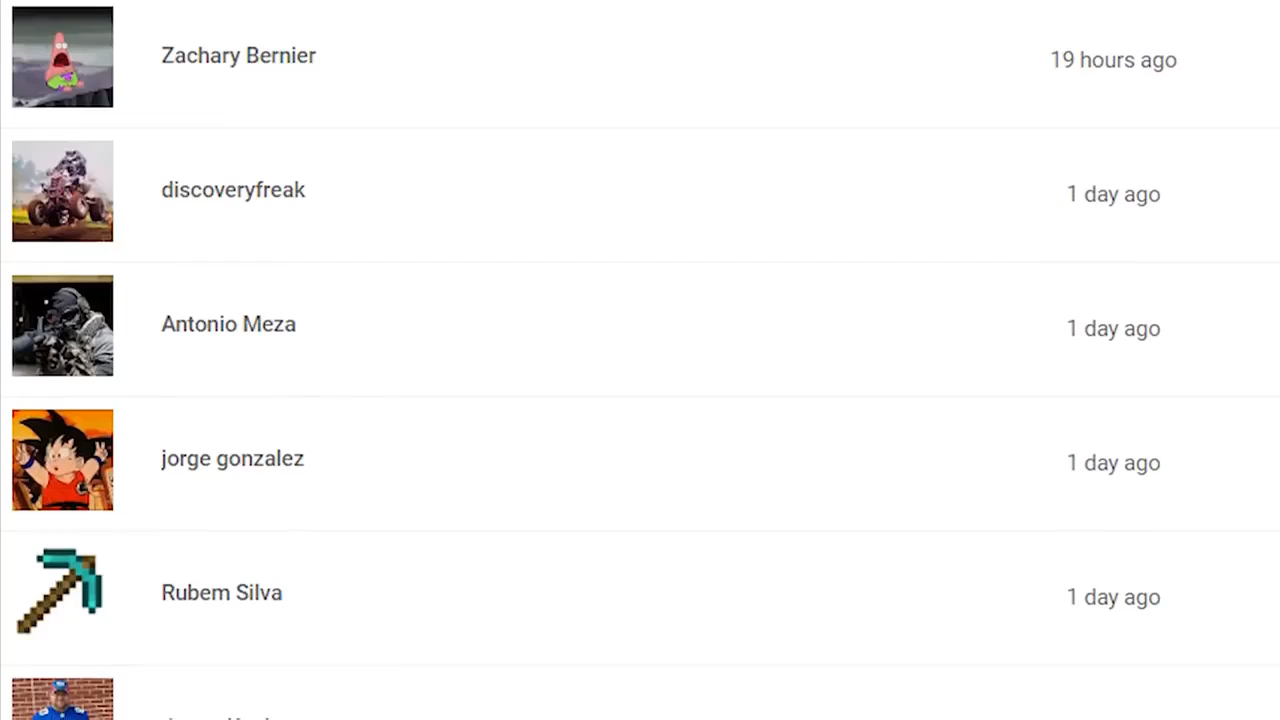 Zachary Bernier
19 hours ago
discoveryfreak
1 day ago
Antonio Meza
1 day ago
jorge gonzalez
1 day ago
Rubem Silva
1 day ago